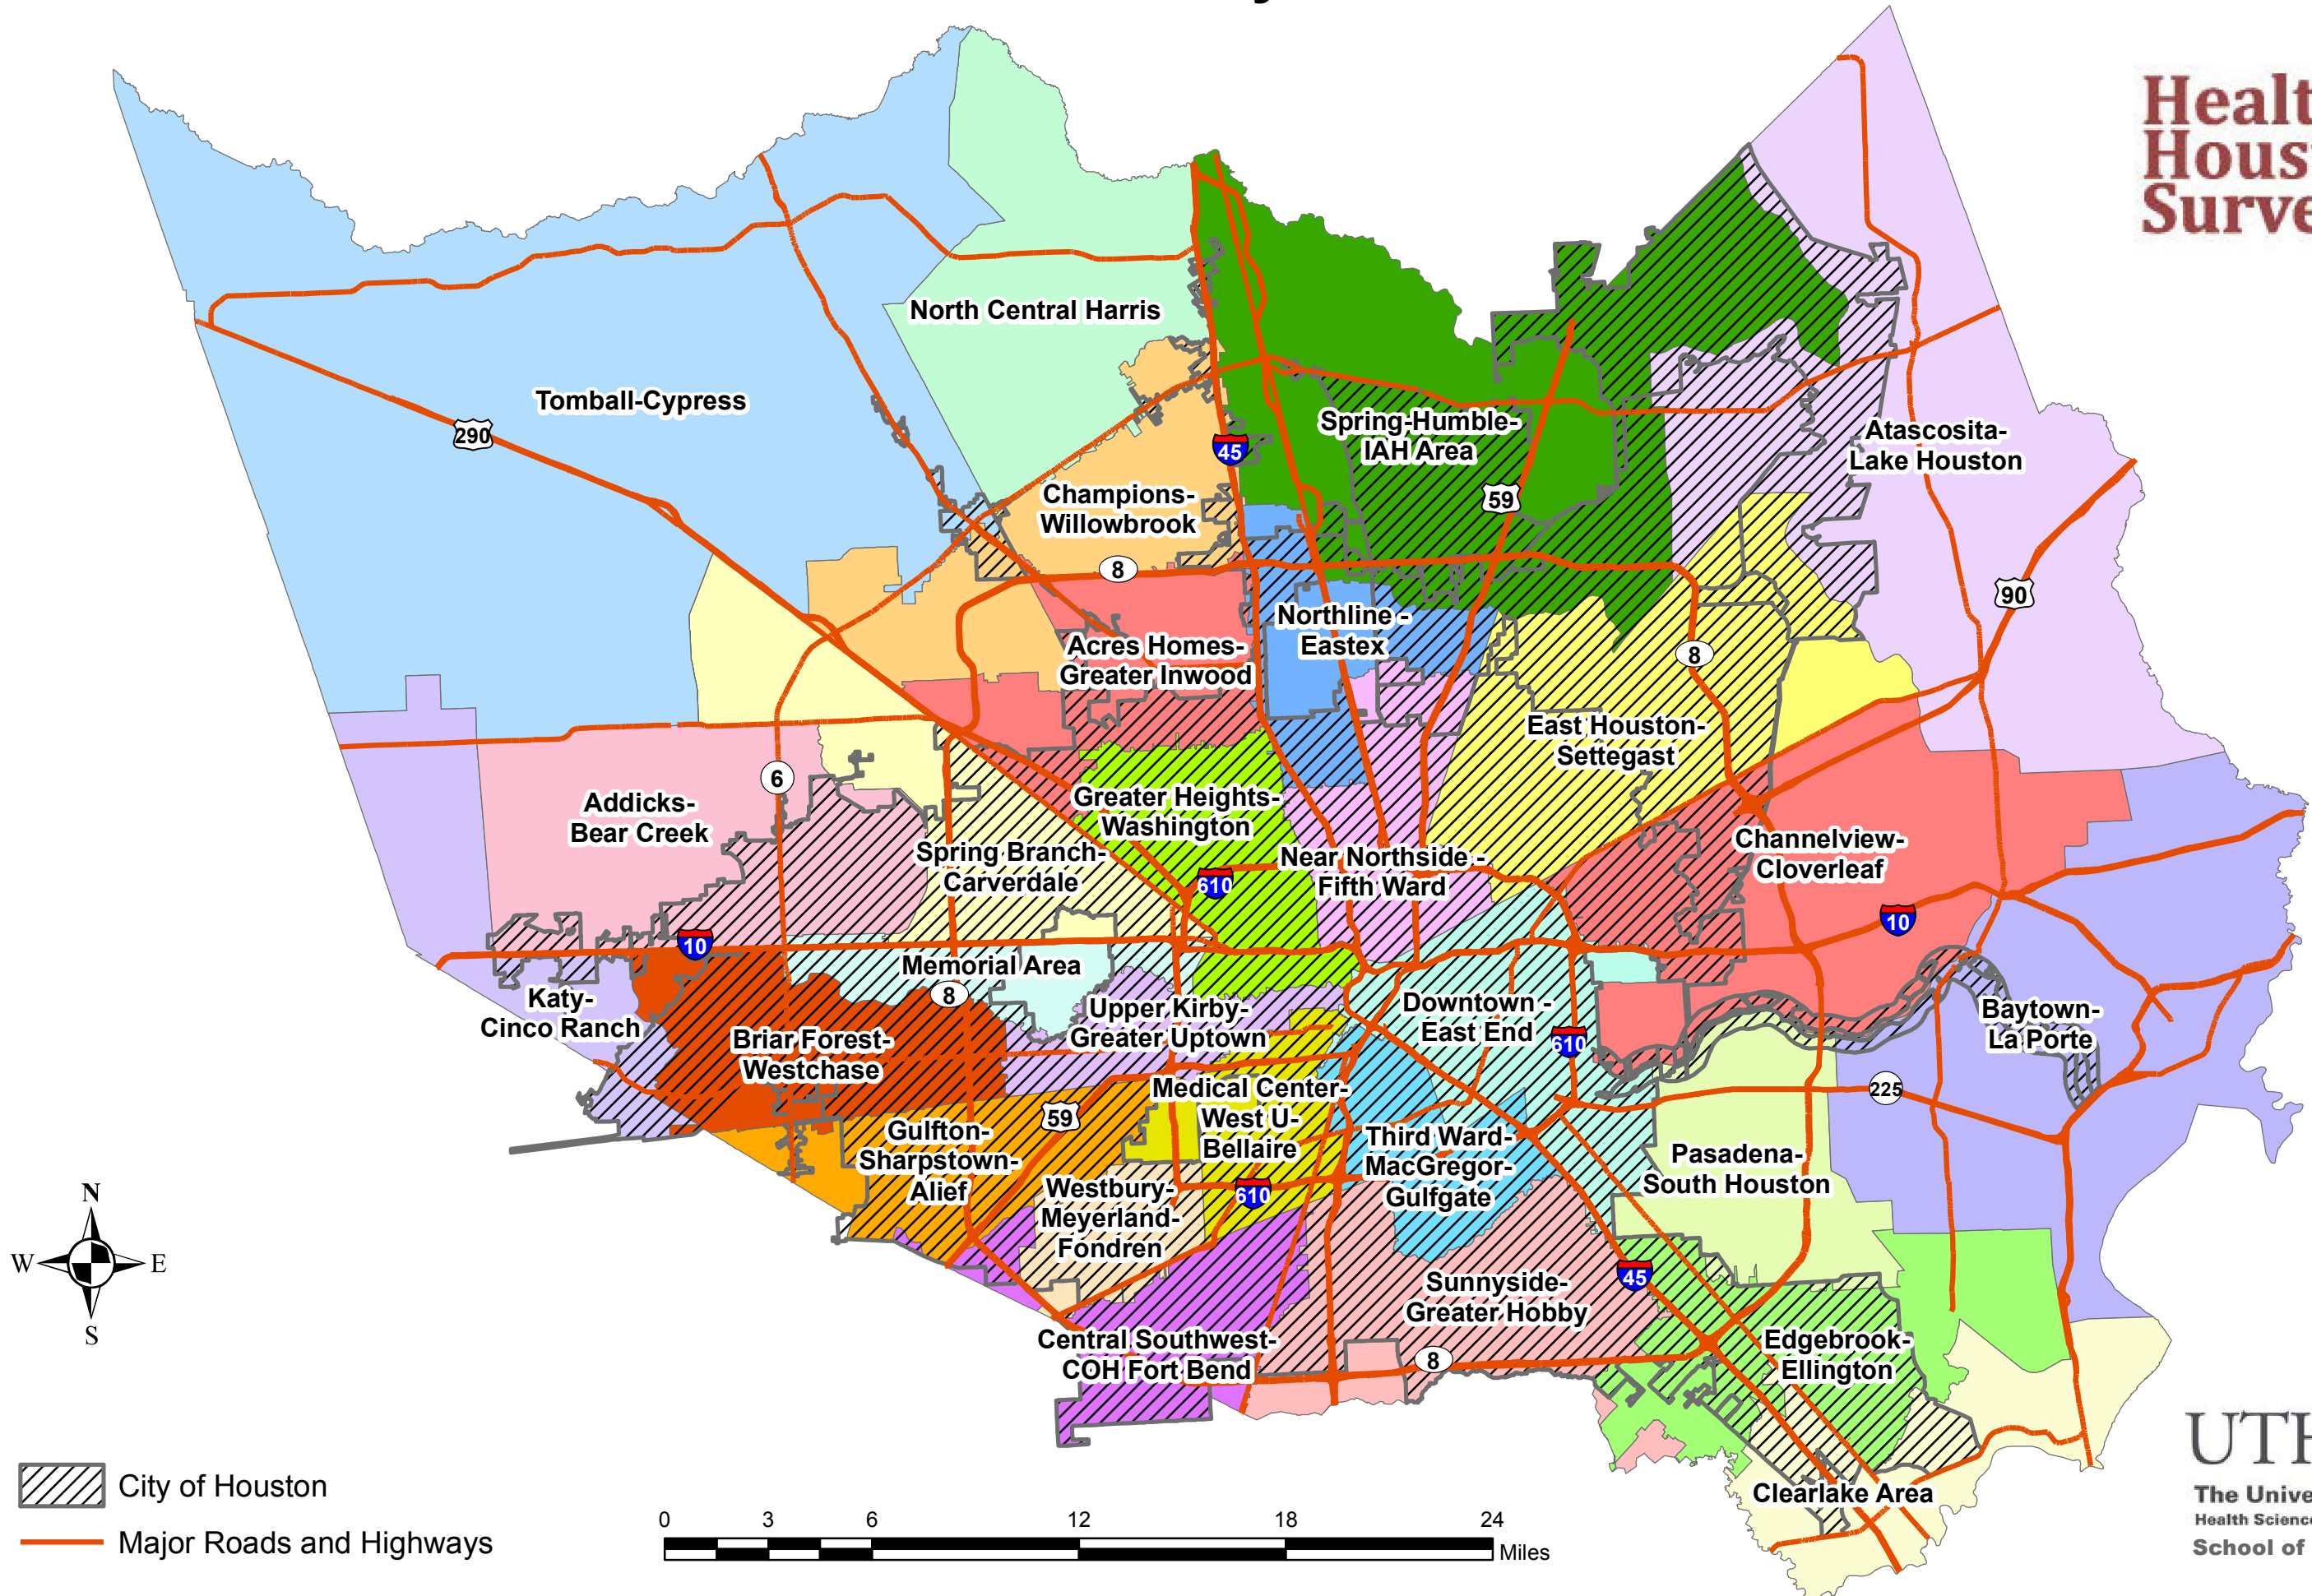 North Central Harris
Tomball-Cypress
290
45
Spring-Humble-
IAH Area
59
Atascosita-
Lake Houston
Champions-
Willowbrook
8
90
Northline -
Eastex
Acres Homes-
Greater Inwood
8
East Houston-
Settegast
6
Addicks-
Bear Creek
Greater Heights-
Washington
Spring Branch-
Carverdale
610
Near Northside -
Fifth Ward
Channelview-
Cloverleaf
10
10
Memorial Area
8
Katy-
Cinco Ranch
Upper Kirby-
Greater Uptown
Downtown -
East End
610
Baytown-
La Porte
Briar Forest-
Westchase
59
Medical Center-
West U-
Bellaire
225
Gulfton-
Sharpstown-
Alief
Third Ward-
MacGregor-
Gulfgate
Pasadena-
South Houston
Westbury-
Meyerland-
Fondren
610
45
Sunnyside-
Greater Hobby
Central Southwest-
COH Fort Bend
8
Edgebrook-
Ellington
Clearlake Area
N
W
E
S
City of Houston
Major Roads and Highways
0 3 6 12 18 24
Miles
Healt
Hous
Surve
UTH
The Unive
Health Science
School of